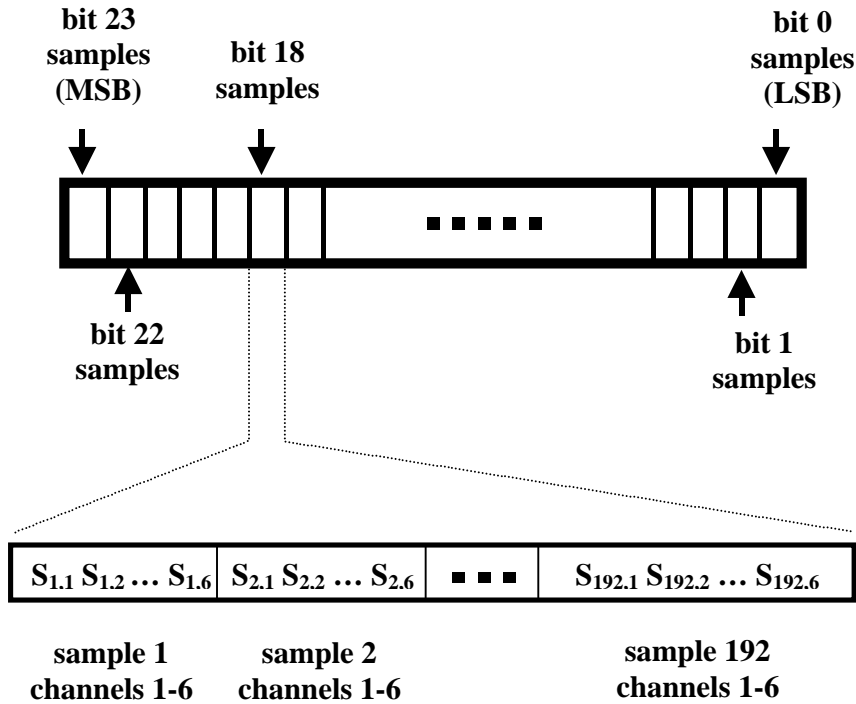 bit 23
samples
(MSB)
bit 18
samples
bit 0
samples
(LSB)
bit 22
samples
bit 1
samples
S1,1 S1,2 … S1,6 S2,1 S2,2 … S2,6 S192,1 S192,2 … S192,6
sample 1
channels 1-6
sample 2
channels 1-6
sample 192
channels 1-6